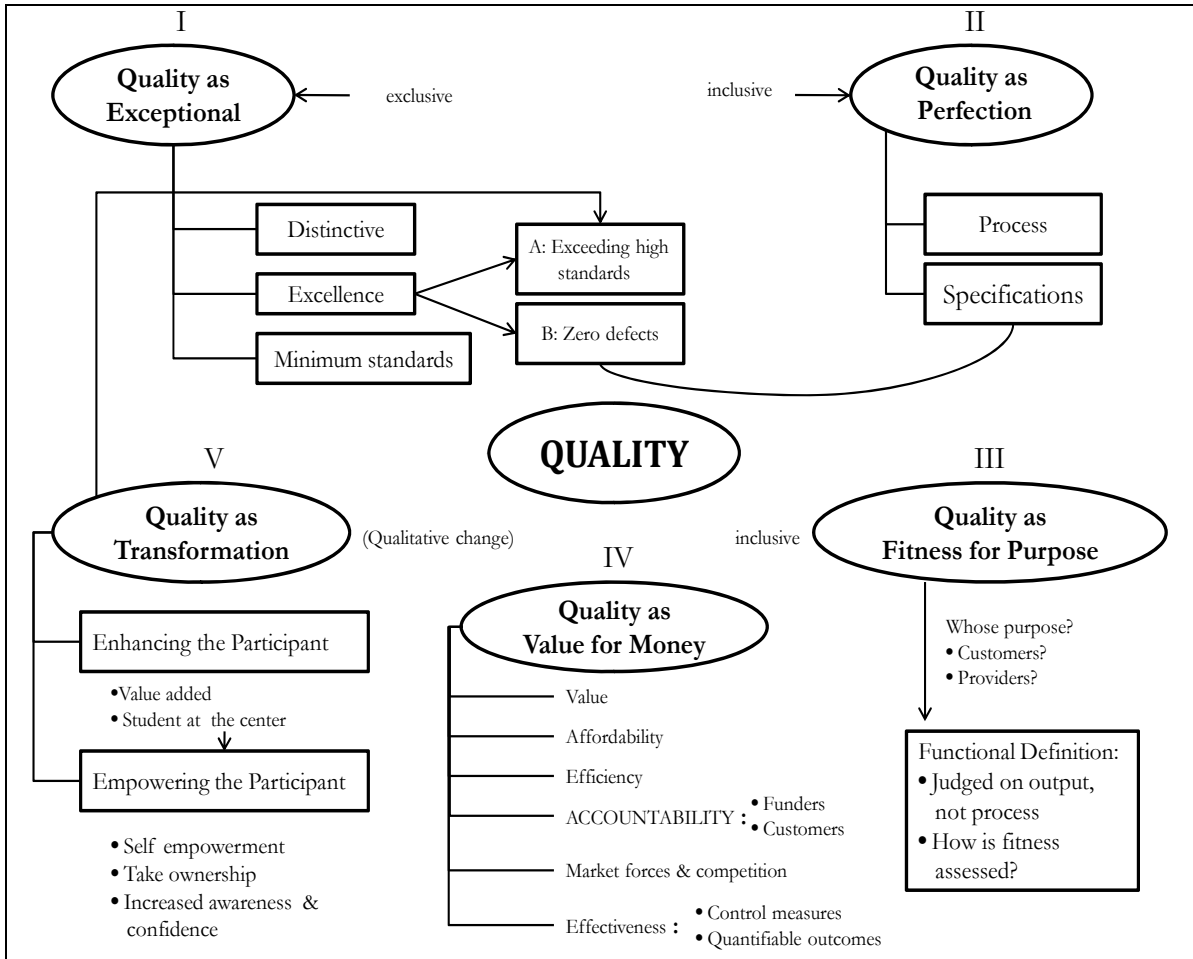 I
Quality as
Exceptional
exclusive
II
inclusive
Quality as
Perfection
Distinctive
Excellence
Minimum standards
A: Exceeding high
standards
B: Zero defects
Process
Specifications
QUALITY
V
Quality as
Transformation
(Qualitative change)
Enhancing the Participant
•Value added
• Student at the center
Empowering the Participant
• Self empowerment
• Take ownership
• Increased awareness &
confidence
IV
Quality as
Value for Money
Value
Affordability
Efficiency
ACCOUNTABILITY :
• Funders
• Customers
Market forces & competition
Effectiveness :
• Control measures
• Quantifiable outcomes
III
inclusive
Quality as
Fitness for Purpose
Whose purpose?
• Customers?
• Providers?
Functional Definition:
• Judged on output,
not process
• How is fitness
assessed?